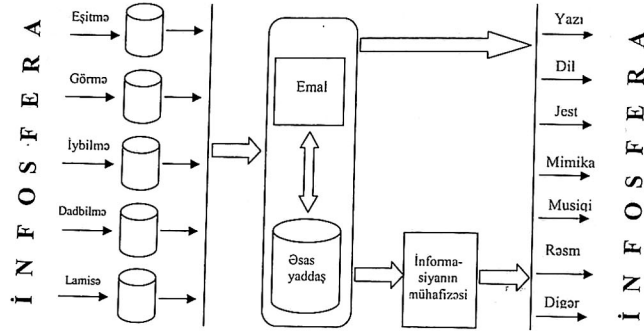 İNFOSFERA
Eşitmə
Görmə
İybilmə
Dadbilmə
Lamisə
Emal
Əsas
yaddaş
İnforma-
siyanın
mühafizəsi
Yazı
Dil
Jest
Mimika
Musiqi
Rəsm
Digər
İNFOSFERA